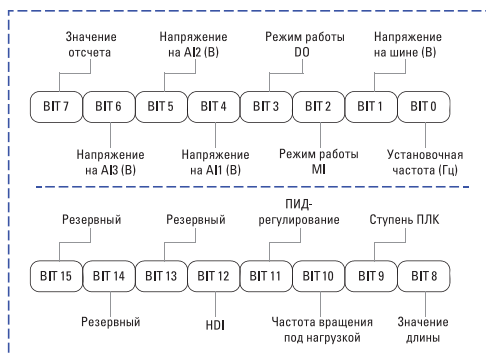 Значение
отсчета
Напряжение
на AI2 (В)
Режим работы
DO
Напряжение
на шине (В)
BIT 7 BIT 6 BIT 5 BIT 4 BIT 3 BIT 2 BIT 1 BIT 0
Напряжение
на AI3 (В)
Напряжение
на AI1 (В)
Режим работы
MI
Установочная
частота (Гц)
Резервный
Резервный
ПИД-
регулирование
Ступень ПЛК
BIT 15 BIT 14 BIT 13 BIT 12 BIT 11 BIT 10 BIT 9 BIT 8
Резервный
HDI
Частота вращения
под нагрузкой
Значение
длины